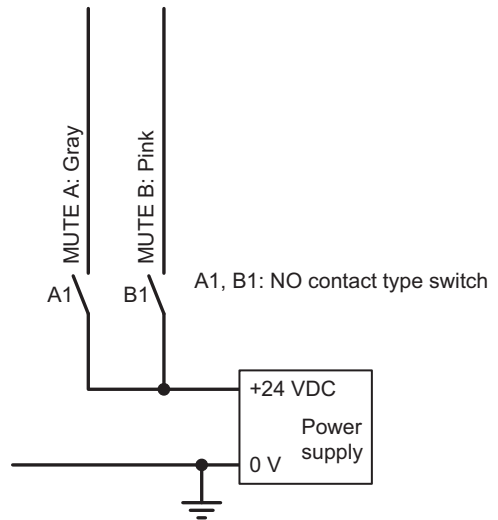 MUTE A: Gray
MUTE B: Pink
A1
B1
A1, B1: NO contact type switch
+24 VDC
Power
supply
0 V